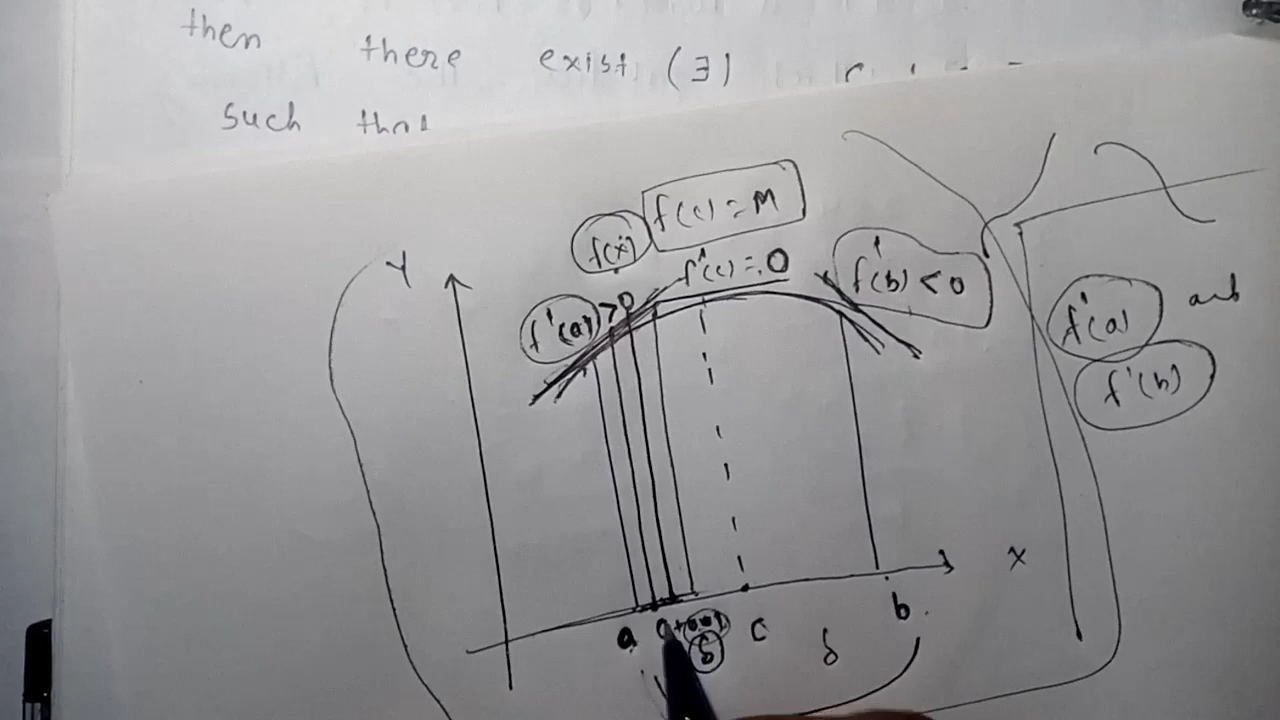 then there exist (∃)
such that
f(c) = M
f(x)
Y
f'(c) = 0
f'(b) < 0
f'(a) > 0
f'(a) and
f'(b)
X
a
c
b
δ
δ